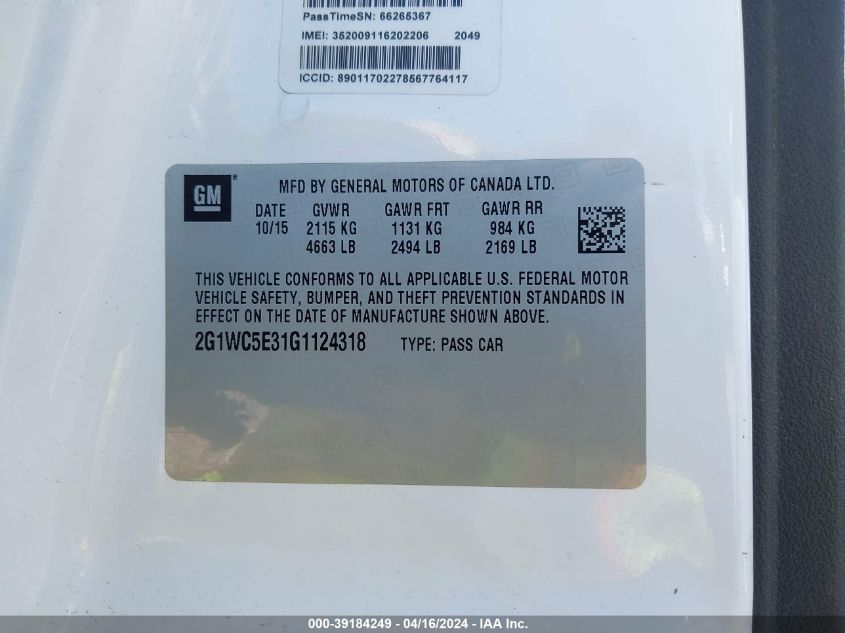 PassTimeSN: 66265367
IMEI: 352009116202206 2049
ICCID: 89011702278567764117
GM ®
MFD BY GENERAL MOTORS OF CANADA LTD.
DATE GVWR GAWR FRT GAWR RR
10/15 2115 KG 1131 KG 984 KG
4663 LB 2494 LB 2169 LB
THIS VEHICLE CONFORMS TO ALL APPLICABLE U.S. FEDERAL MOTOR
VEHICLE SAFETY, BUMPER, AND THEFT PREVENTION STANDARDS IN
EFFECT ON THE DATE OF MANUFACTURE SHOWN ABOVE.
2G1WC5E31G1124318 TYPE: PASS CAR
000-39184249 - 04/16/2024 - IAA Inc.